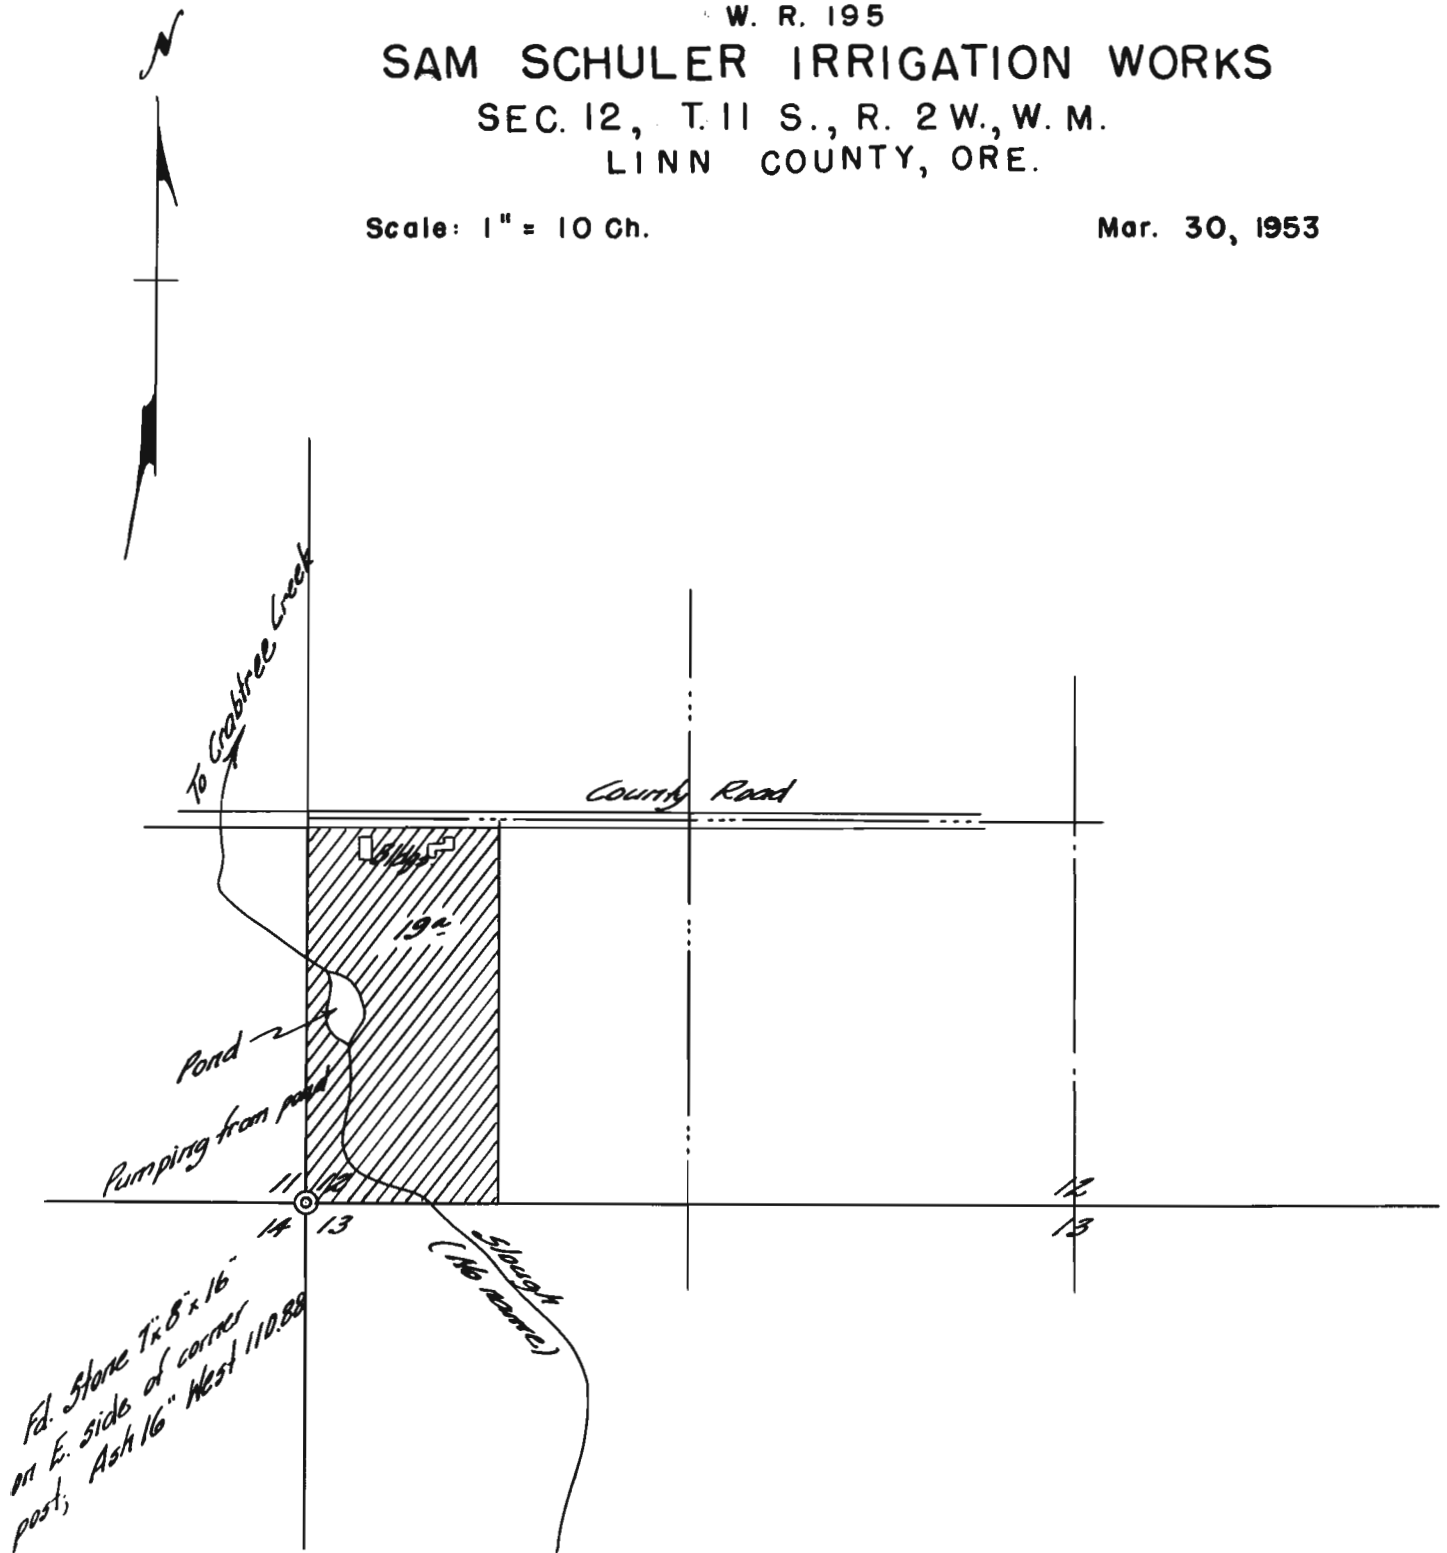 N
W. R. 195
SAM SCHULER IRRIGATION WORKS
SEC. 12, T. 11 S., R. 2 W., W. M.
LINN COUNTY, ORE.
Scale: 1" = 10 Ch.
Mar. 30, 1953
To Crabtree Creek
County Road
Bldgs.
19a
Pond
Pumping from pond
11 12
14 13
12
13
Slough
(No name)
Fd. Stone 7"x 8"x 16"
on E. side of corner
post; Ash 16" West 110.88